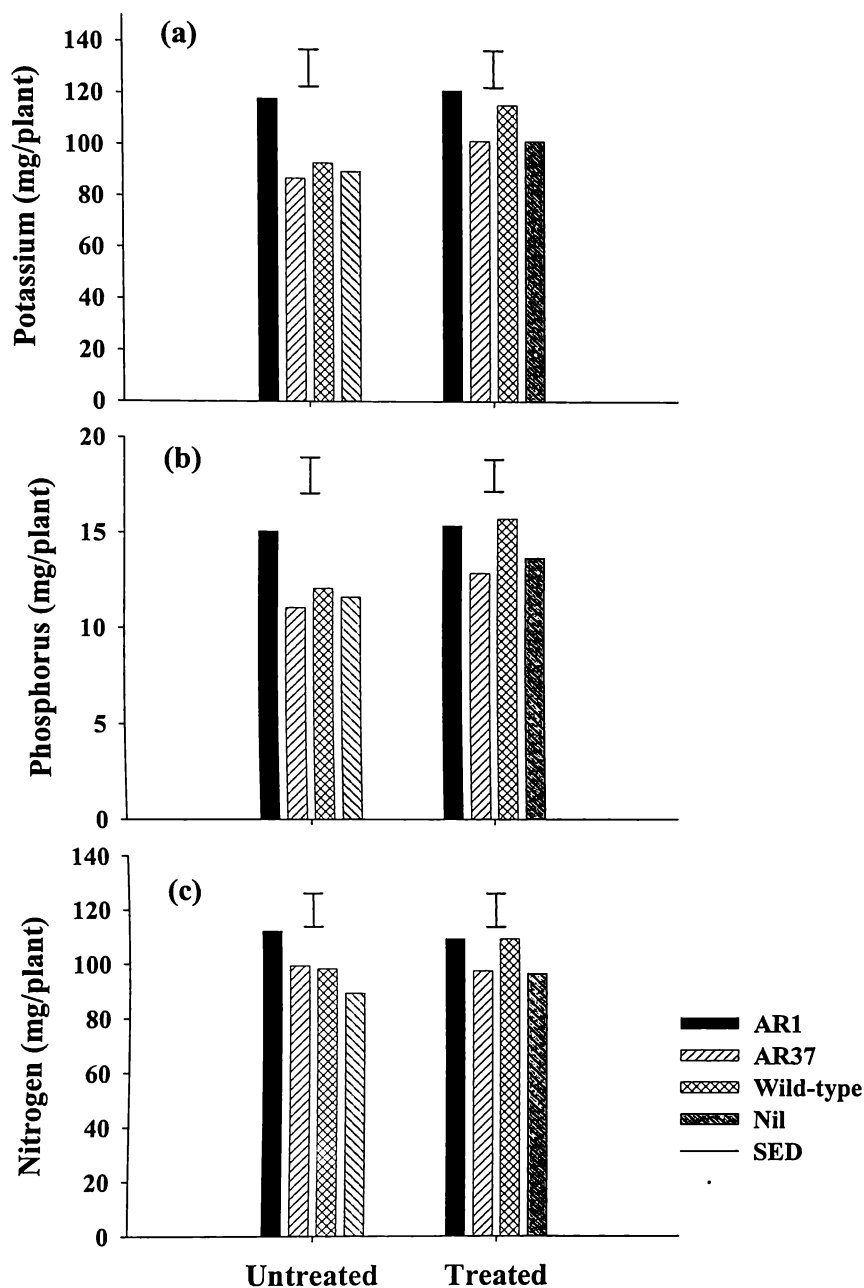 (a)
140
120
100
80
60
40
20
0
Potassium (mg/plant)
(b)
20
15
10
5
0
Phosphorus (mg/plant)
(c)
140
120
100
80
60
40
20
0
Nitrogen (mg/plant)
Untreated Treated
AR1
AR37
Wild-type
Nil
SED